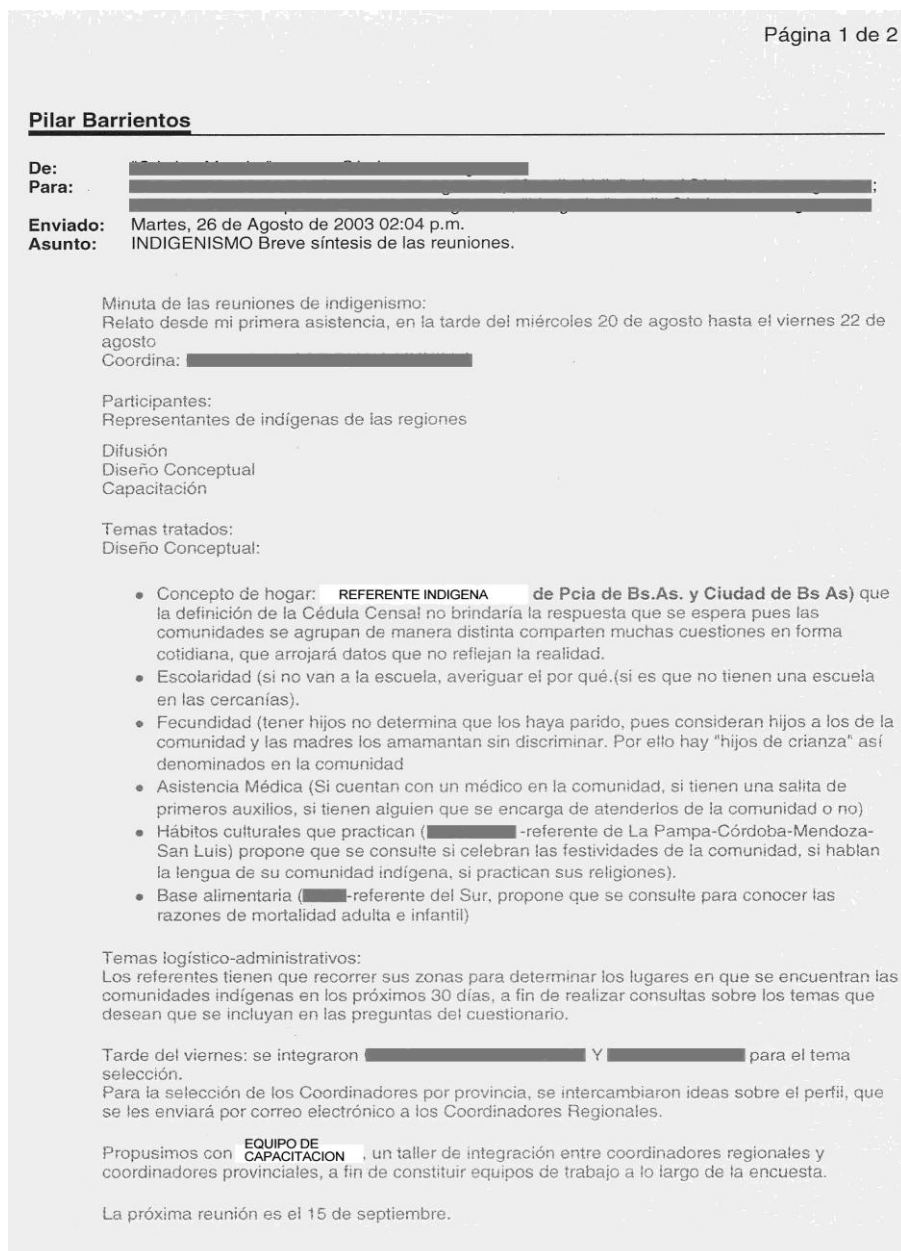 Página 1 de 2
Pilar Barrientos
De:
Para: ;
Enviado: Martes, 26 de Agosto de 2003 02:04 p.m.
Asunto: INDIGENISMO Breve síntesis de las reuniones.
Minuta de las reuniones de indigenismo:
Relato desde mi primera asistencia, en la tarde del miércoles 20 de agosto hasta el viernes 22 de
agosto
Coordina:
Participantes:
Representantes de indígenas de las regiones
Difusión
Diseño Conceptual
Capacitación
Temas tratados:
Diseño Conceptual:
• Concepto de hogar: REFERENTE INDIGENA de Pcia de Bs.As. y Ciudad de Bs As) que
la definición de la Cédula Censal no brindaría la respuesta que se espera pues las
comunidades se agrupan de manera distinta comparten muchas cuestiones en forma
cotidiana, que arrojará datos que no reflejan la realidad.
• Escolaridad (si no van a la escuela, averiguar el por qué.(si es que no tienen una escuela
en las cercanías).
• Fecundidad (tener hijos no determina que los haya parido, pues consideran hijos a los de la
comunidad y las madres los amamantan sin discriminar. Por ello hay "hijos de crianza" así
denominados en la comunidad
• Asistencia Médica (Si cuentan con un médico en la comunidad, si tienen una salita de
primeros auxilios, si tienen alguien que se encarga de atenderlos de la comunidad o no)
• Hábitos culturales que practican ( -referente de La Pampa-Córdoba-Mendoza-
San Luis) propone que se consulte si celebran las festividades de la comunidad, si hablan
la lengua de su comunidad indígena, si practican sus religiones).
• Base alimentaria ( -referente del Sur, propone que se consulte para conocer las
razones de mortalidad adulta e infantil)
Temas logístico-administrativos:
Los referentes tienen que recorrer sus zonas para determinar los lugares en que se encuentran las
comunidades indígenas en los próximos 30 días, a fin de realizar consultas sobre los temas que
desean que se incluyan en las preguntas del cuestionario.
Tarde del viernes: se integraron Y para el tema
selección.
Para la selección de los Coordinadores por provincia, se intercambiaron ideas sobre el perfil, que
se les enviará por correo electrónico a los Coordinadores Regionales.
Propusimos con EQUIPO DE CAPACITACION , un taller de integración entre coordinadores regionales y
coordinadores provinciales, a fin de constituir equipos de trabajo a lo largo de la encuesta.
La próxima reunión es el 15 de septiembre.